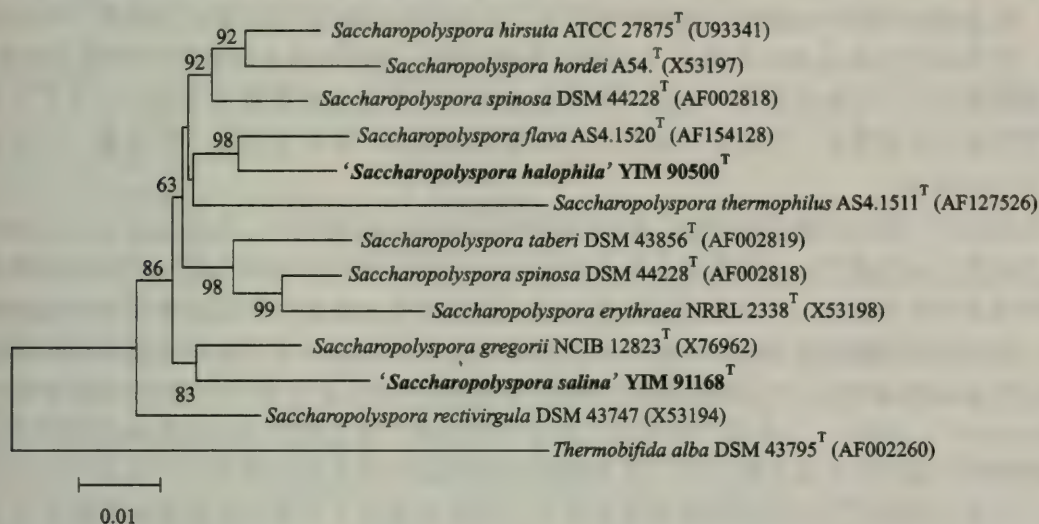 92
Saccharopolyspora hirsuta ATCC 27875T (U93341)
92
Saccharopolyspora hordei A54.T (X53197)
Saccharopolyspora spinosa DSM 44228T (AF002818)
98
Saccharopolyspora flava AS4.1520T (AF154128)
'Saccharopolyspora halophila' YIM 90500T
63
Saccharopolyspora thermophilus AS4.1511T (AF127526)
Saccharopolyspora taberi DSM 43856T (AF002819)
86
98
Saccharopolyspora spinosa DSM 44228T (AF002818)
99
Saccharopolyspora erythraea NRRL 2338T (X53198)
Saccharopolyspora gregorii NCIB 12823T (X76962)
83
'Saccharopolyspora salina' YIM 91168T
Saccharopolyspora rectivirgula DSM 43747 (X53194)
Thermobifida alba DSM 43795T (AF002260)
0.01